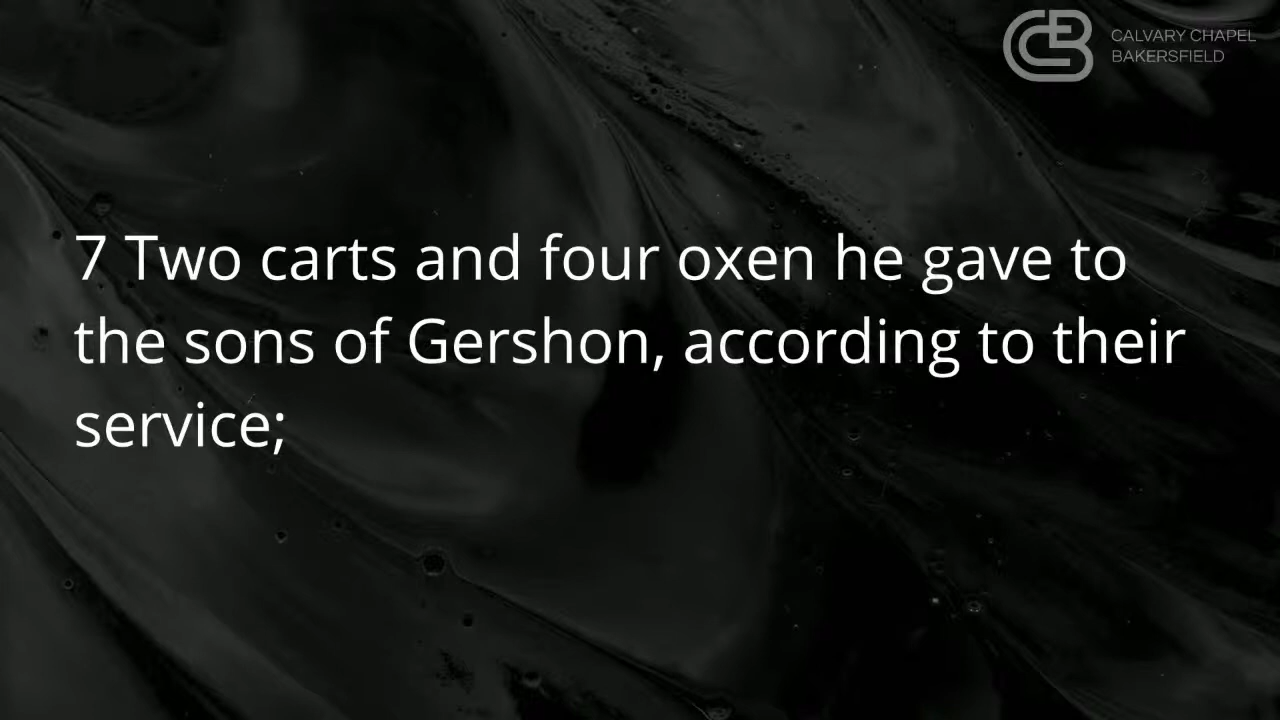 CALVARY CHAPEL
BAKERSFIELD
7 Two carts and four oxen he gave to
the sons of Gershon, according to their
service;